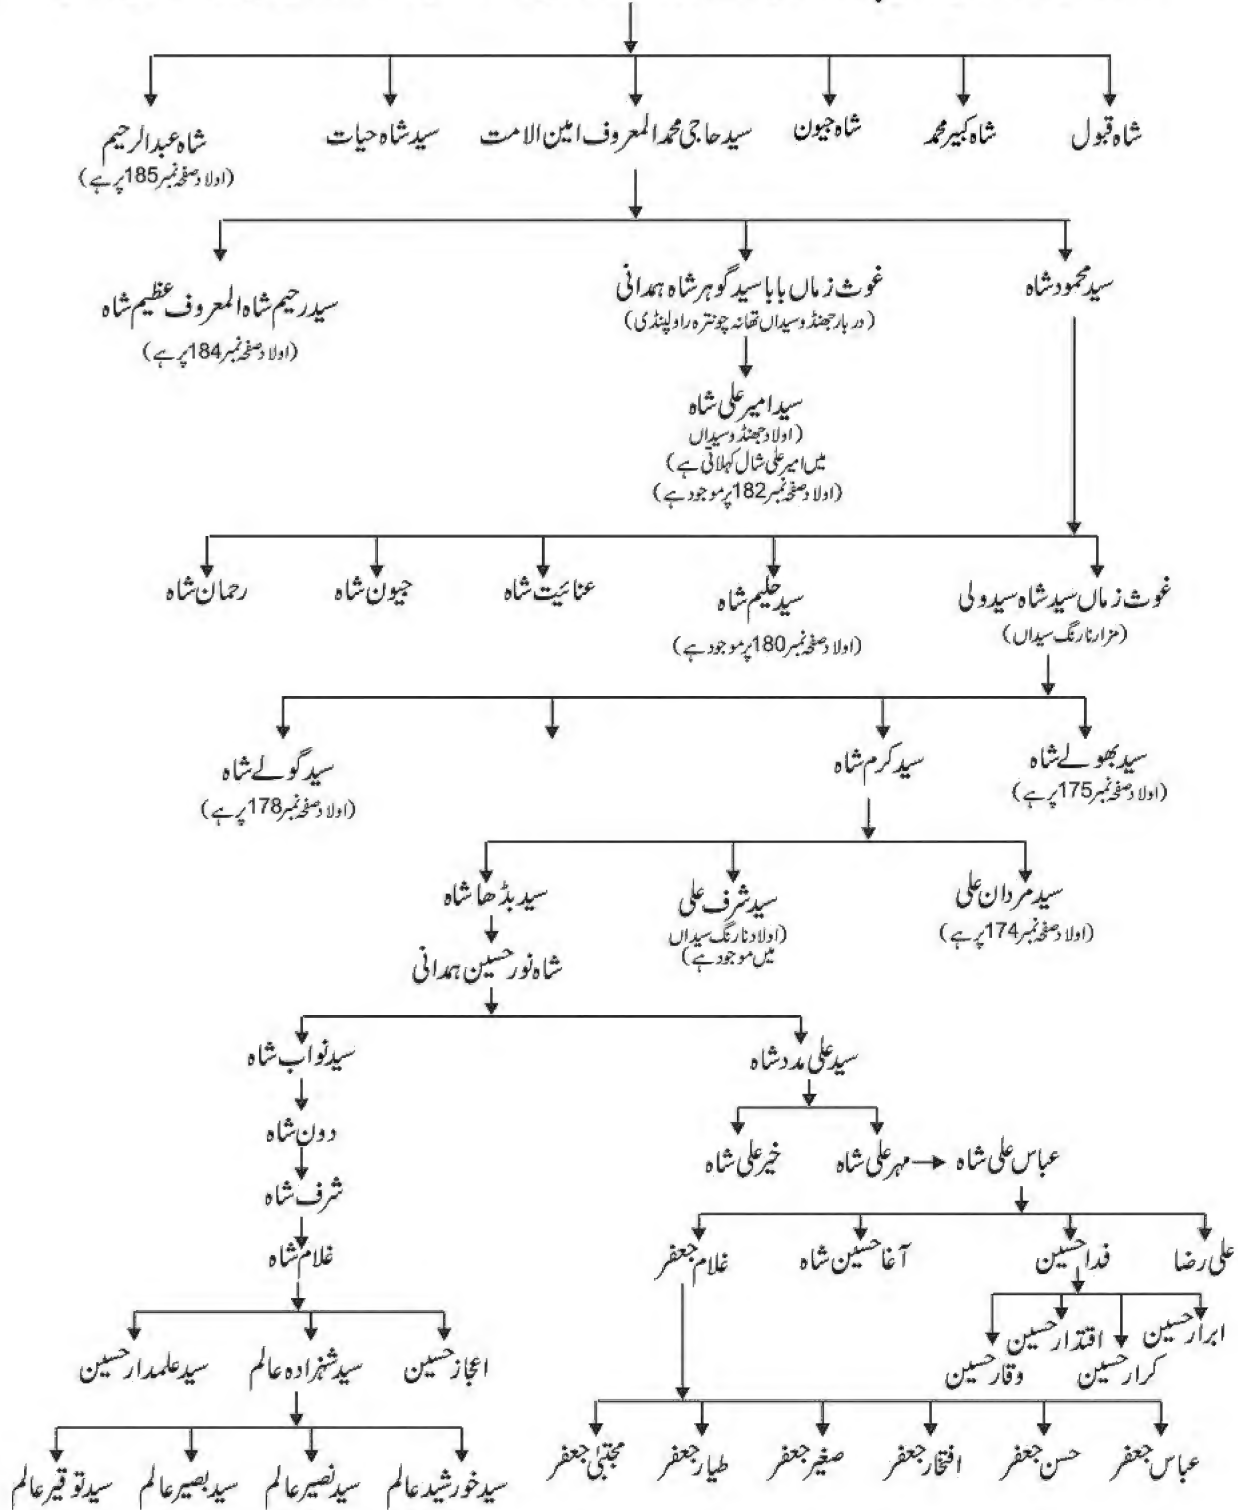 شاہ قبول
شاہ کبیر محمد
شاہ جیون
سید حاجی محمد المعروف امین الامت
سید شاہ حیات
شاہ عبدالرحیم
(اولاد صفحہ نمبر 185 پر ہے)
سید محمود شاہ
غوث زماں بابا سید گوہر شاہ ہمدانی
(دربار جھنڈو سیداں تھانہ چونترہ راولپنڈی)
سید رحیم شاہ المعروف عظیم شاہ
(اولاد صفحہ نمبر 184 پر ہے)
سید امیر علی شاہ
(اولاد جھنڈو سیداں
میں امیر علی شال کہلاتی ہے)
(اولاد صفحہ نمبر 182 پر موجود ہے)
غوث زماں سید شاہ سیدولی
(مزار نارنگ سیداں)
سید حلیم شاہ
(اولاد صفحہ نمبر 180 پر موجود ہے)
عنائیت شاہ
جیون شاہ
رحمان شاہ
سید بھولے شاہ
(اولاد صفحہ نمبر 175 پر ہے)
سید کرم شاہ
سید گولے شاہ
(اولاد صفحہ نمبر 178 پر ہے)
سید مردان علی
(اولاد صفحہ نمبر 174 پر ہے)
سید شرف علی
(اولاد نارنگ سیداں
میں موجود ہے)
سید بڈھا شاہ
شاہ نور حسین ہمدانی
سید علی مدد شاہ
سید نواب شاہ
دون شاہ
شرف شاہ
غلام شاہ
عباس علی شاہ
مہر علی شاہ
خیر علی شاہ
علی رضا
فدا حسین
آغا حسین شاہ
غلام جعفر
ابرار حسین
کرار حسین
اقتدار حسین
وقار حسین
اعجاز حسین
سید شہزادہ عالم
سید علمدار حسین
عباس جعفر
حسن جعفر
افتخار جعفر
صغیر جعفر
طیار جعفر
مجتبیٰ جعفر
سید خورشید عالم
سید نصیر عالم
سید بصیر عالم
سید توقیر عالم